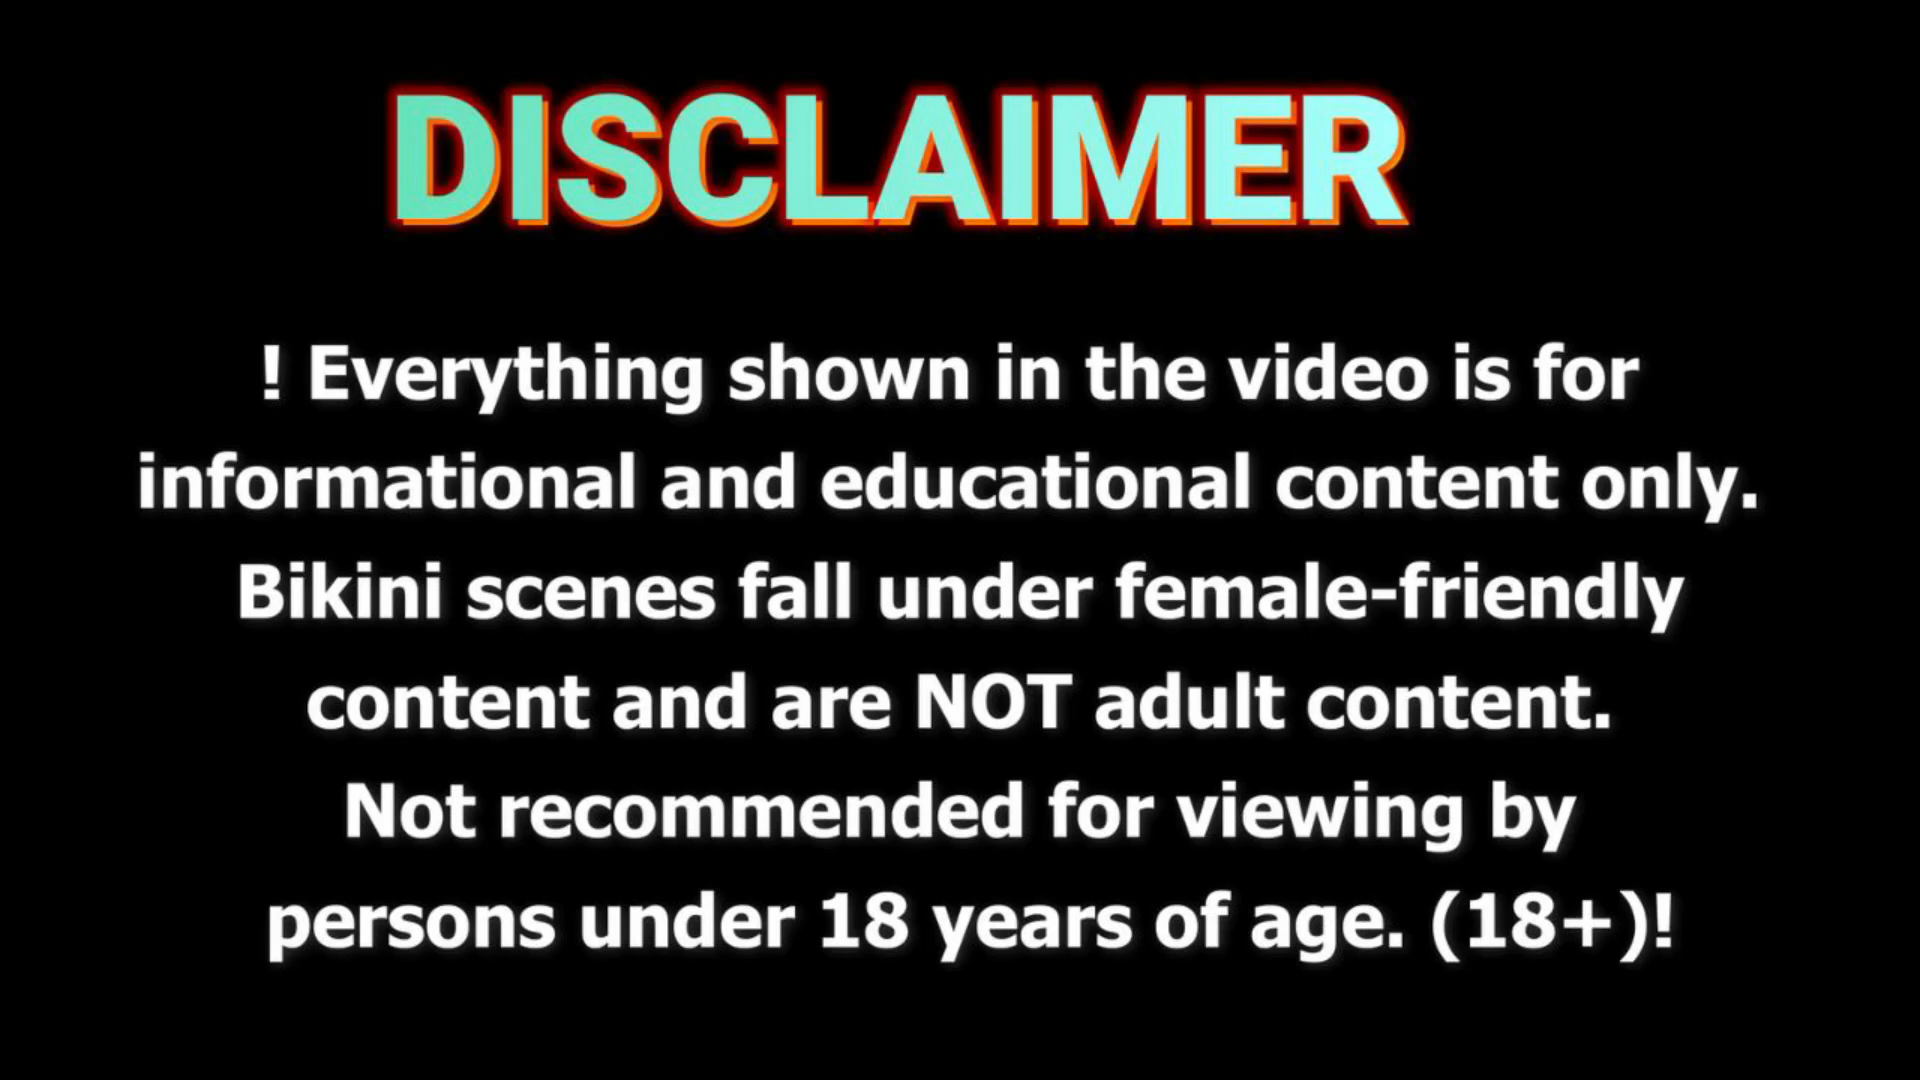 DISCLAIMER
! Everything shown in the video is for
informational and educational content only.
Bikini scenes fall under female-friendly
content and are NOT adult content.
Not recommended for viewing by
persons under 18 years of age. (18+)!